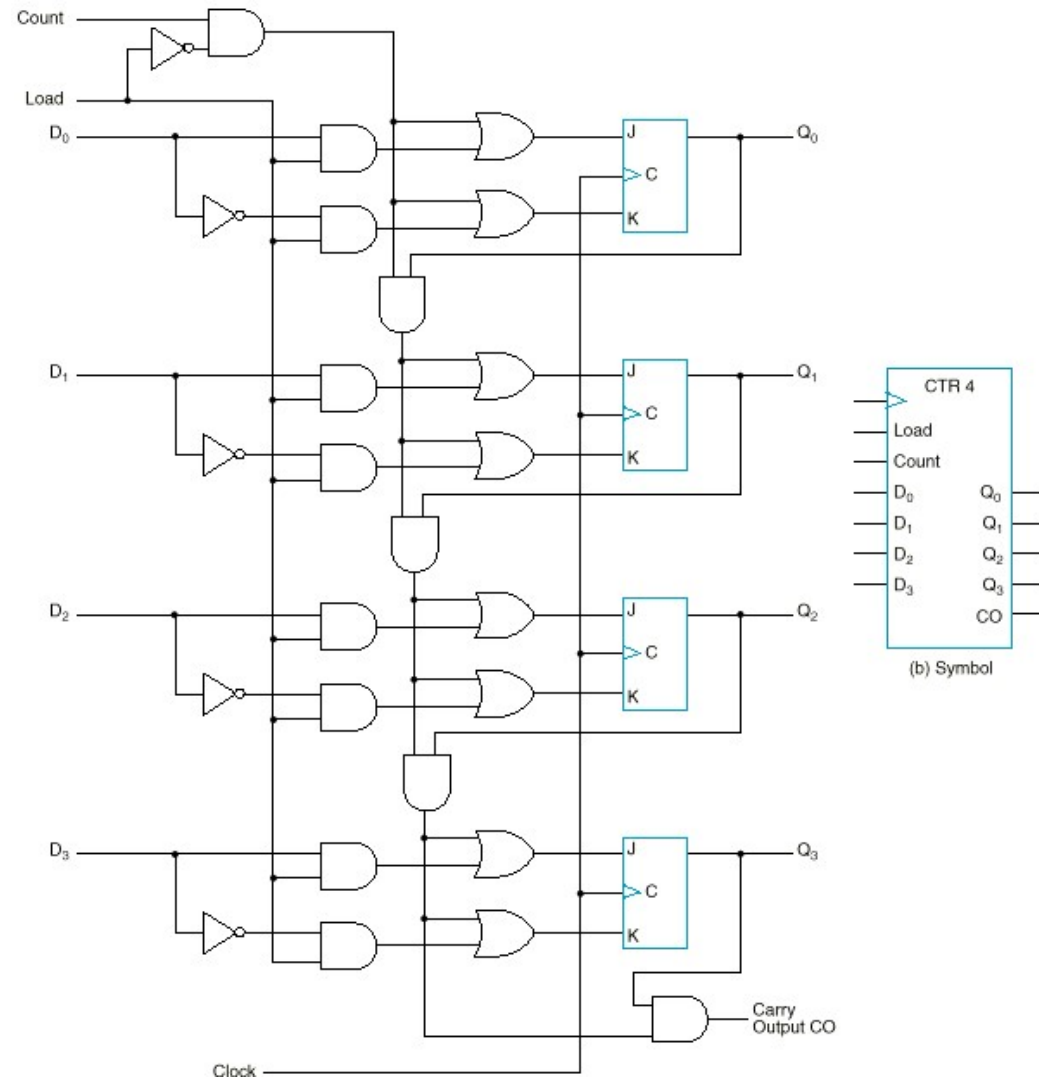 Count
Load
D₀
J
Q₀
C
K
D₁
J
Q₁
C
K
D₂
J
Q₂
C
K
D₃
J
Q₃
C
K
Carry
Output CO
Clock
CTR 4
Load
Count
D₀ Q₀
D₁ Q₁
D₂ Q₂
D₃ Q₃
CO
(b) Symbol